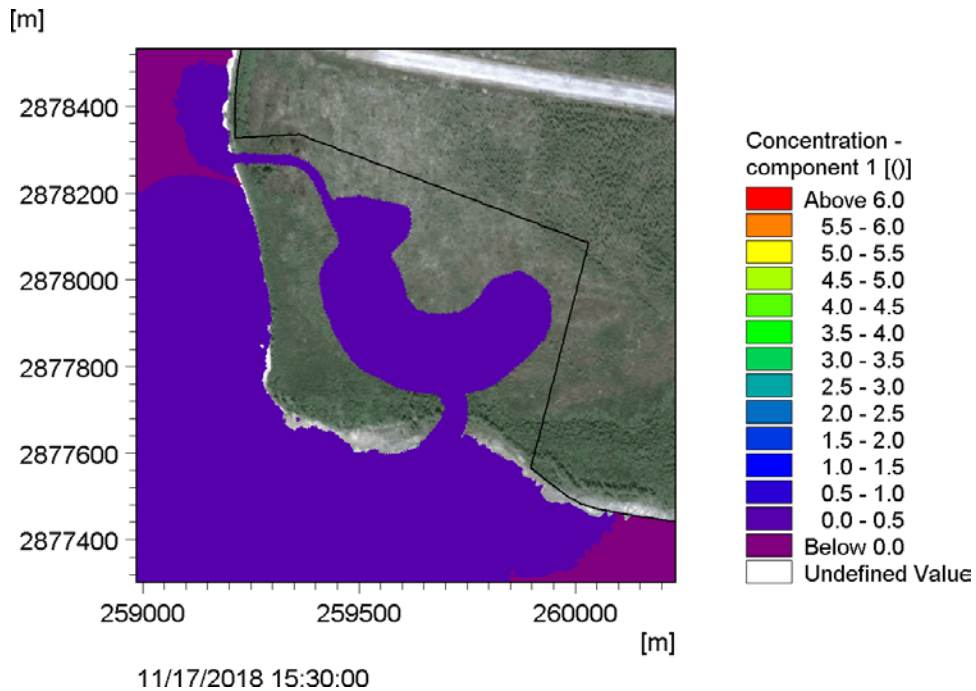 [m]
2878400
2878200
2878000
2877800
2877600
2877400
259000 259500 260000
[m]
11/17/2018 15:30:00
Concentration -
component 1 [()]
Above 6.0
5.5 - 6.0
5.0 - 5.5
4.5 - 5.0
4.0 - 4.5
3.5 - 4.0
3.0 - 3.5
2.5 - 3.0
2.0 - 2.5
1.5 - 2.0
1.0 - 1.5
0.5 - 1.0
0.0 - 0.5
Below 0.0
Undefined Value